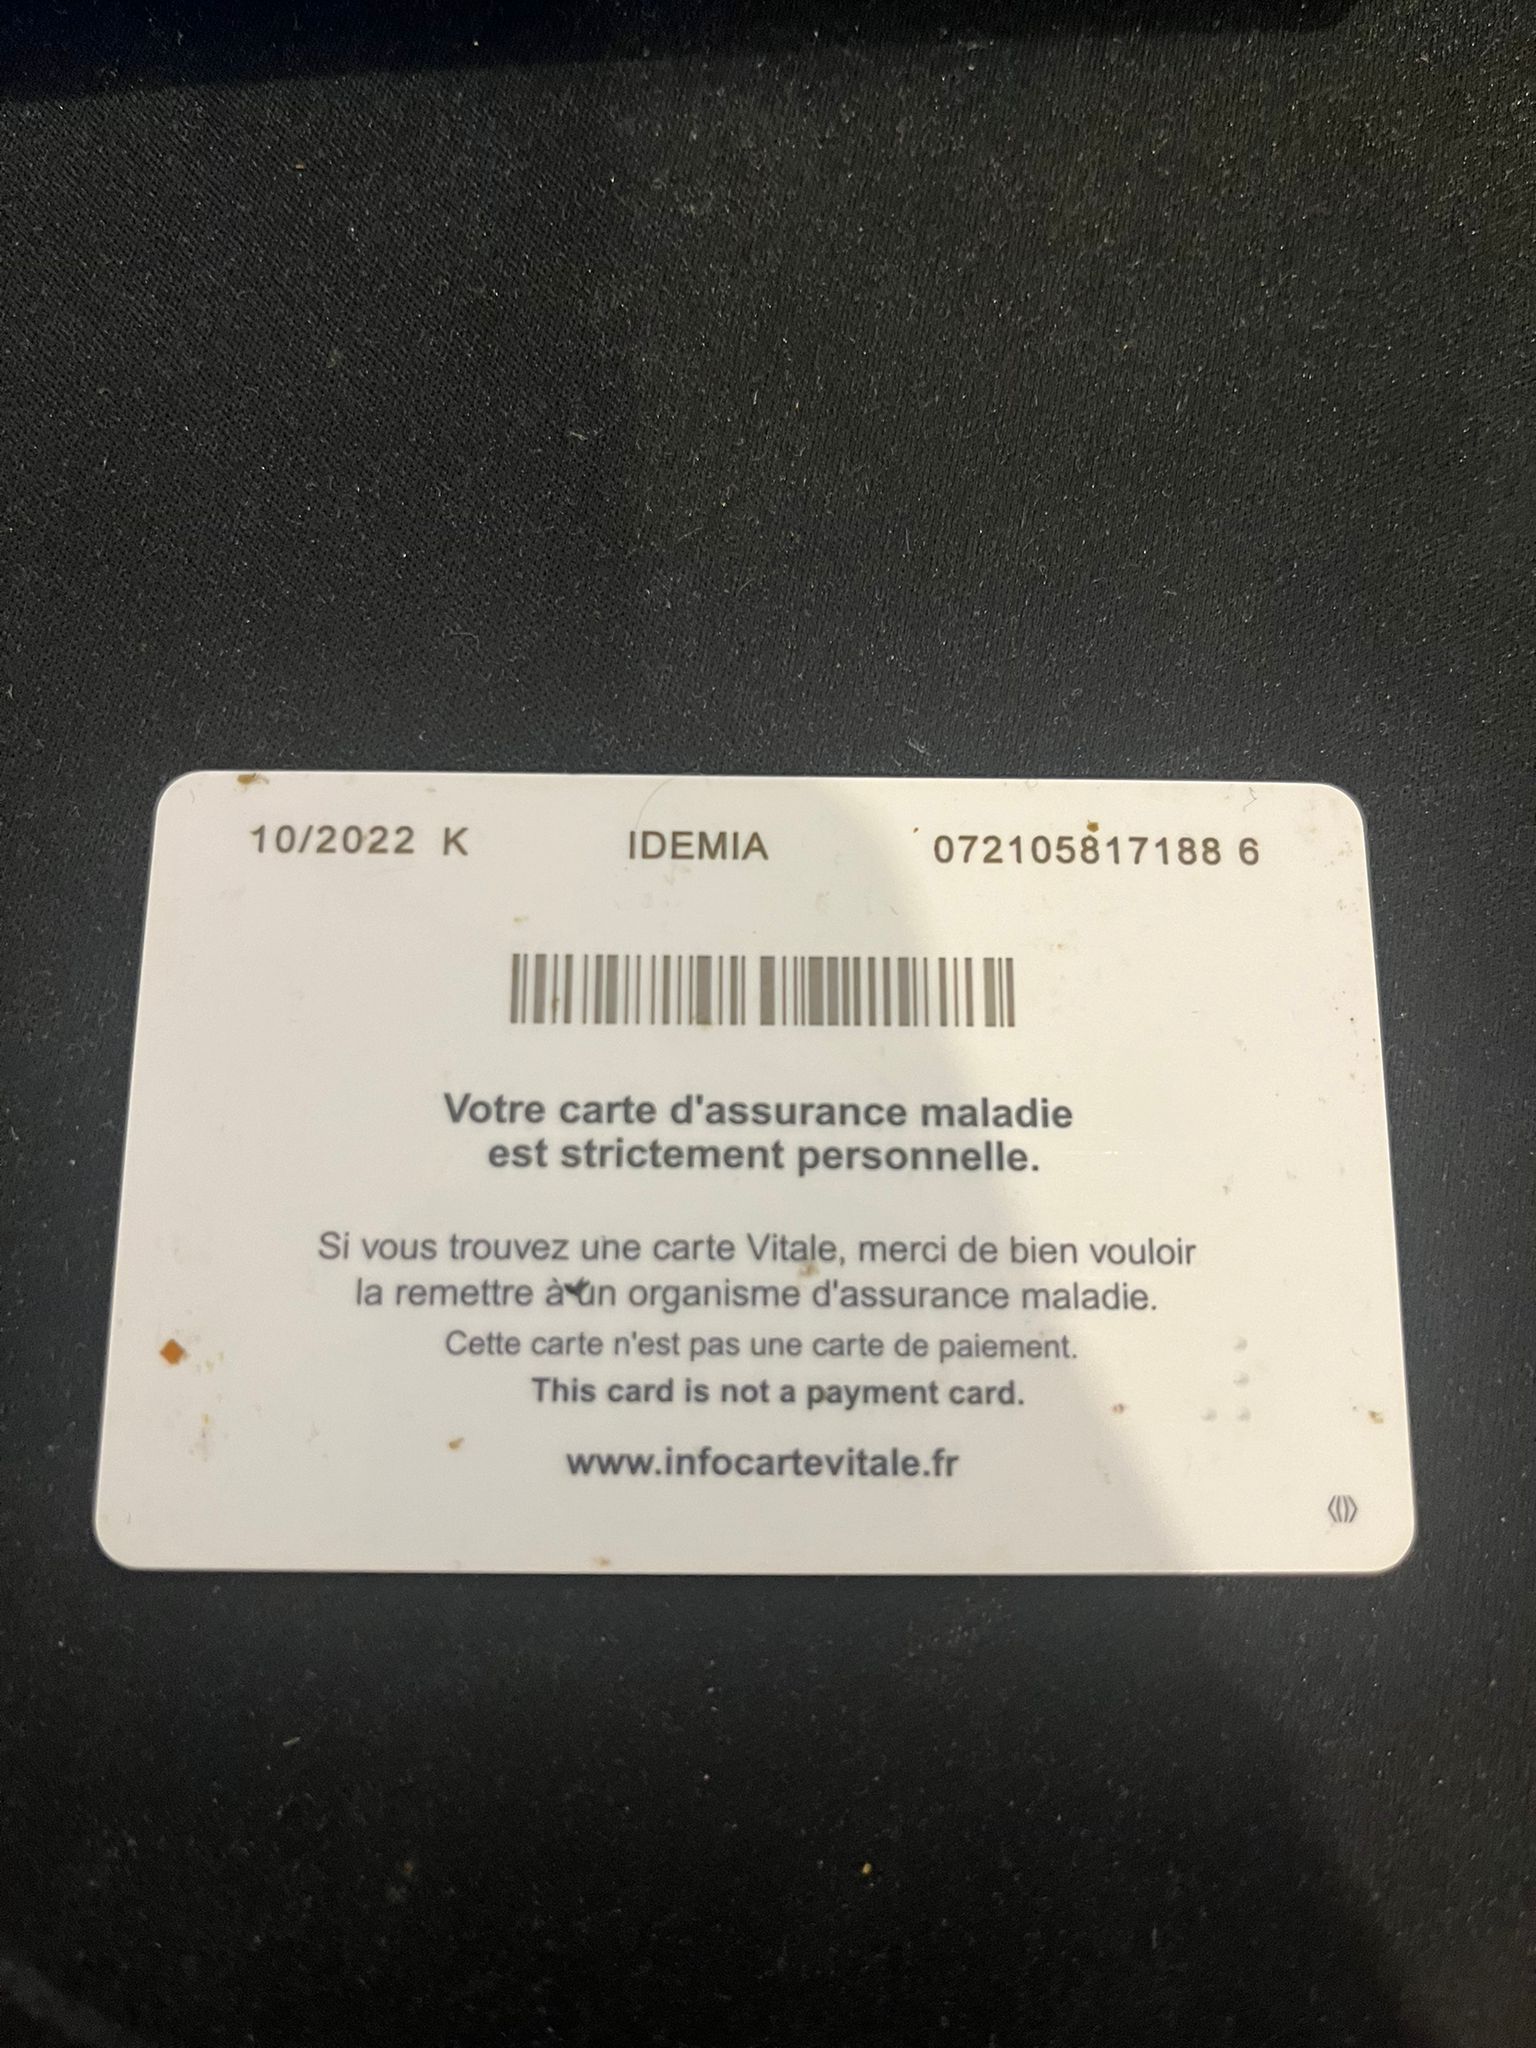 10/2022 K IDEMIA 072105817188 6
Votre carte d'assurance maladie
est strictement personnelle.
Si vous trouvez une carte Vitale, merci de bien vouloir
la remettre à un organisme d'assurance maladie.
Cette carte n'est pas une carte de paiement.
This card is not a payment card.
www.infocartevitale.fr